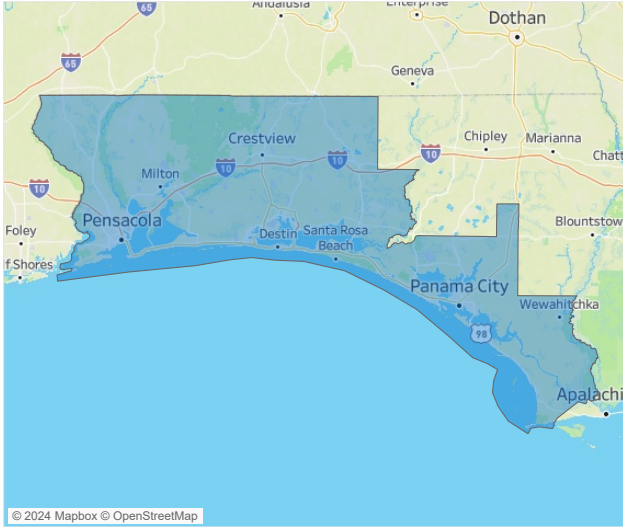 Andalusia
Enterprise
65
Dothan
65
Geneva
Crestview
Chipley
Marianna
10
10
10
Chatt
Milton
10
Pensacola
Foley
Destin
Santa Rosa
Beach
Blountstow
f Shores
Panama City
Wewahitchka
98
Apalachi
© 2024 Mapbox © OpenStreetMap